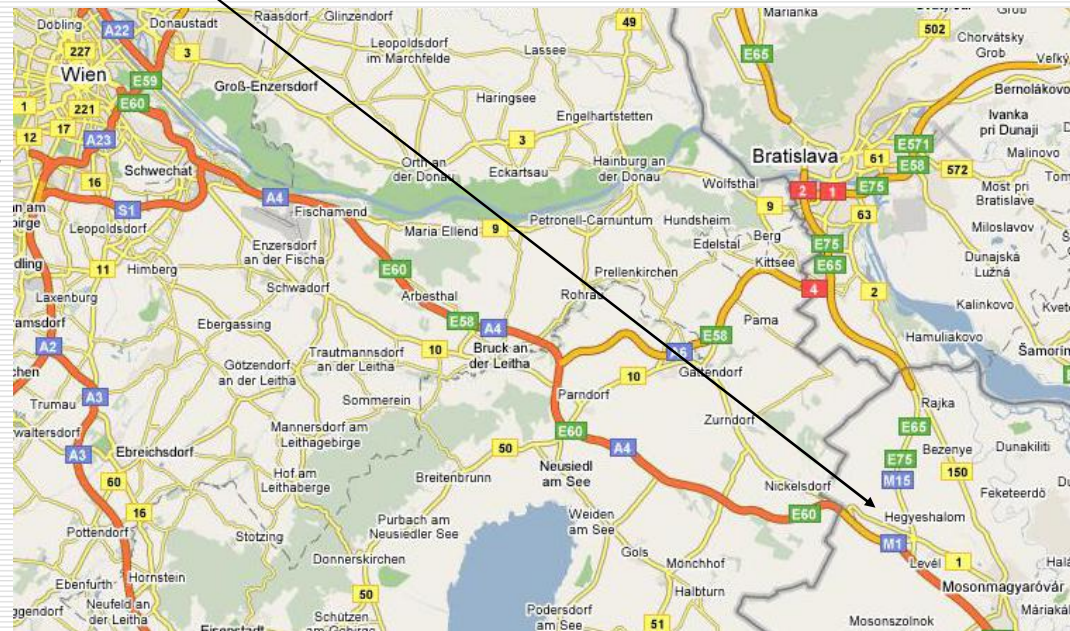 Döbling
Donaustadt
Raasdorf
Glinzendorf
A22
3
49
Marianka
502
Chorvátsky
Grob
227
Wien
Leopoldsdorf
im Marchfelde
Lassee
E65
Veľký
E59
E60
Groß-Enzersdorf
Bernolákovo
1
221
Haringsee
12
17
A23
Engelhartstetten
Ivanka
pri Dunaji
3
E571
Malinovo
Schwechat
Orth an
der Donau
Eckartsau
Hainburg an
der Donau
Bratislava
61
E58
572
16
A4
Wolfsthal
2
1
E75
Most pri
Bratislave
S1
Fischamend
9
63
Leopoldsdorf
Maria Ellend
9
Petronell-Carnuntum
Hundsheim
Miloslavov
Enzersdorf
an der Fischa
Edelstal
Berg
E75
11
Himberg
E60
Prellenkirchen
Kittsee
E65
Dunajská
Lužná
Schwadorf
4
2
Laxenburg
Arbesthal
Rohrau
Kalinkovo
Ebergassing
E58
A4
E58
Pama
Hamuliakovo
A2
Trautmannsdorf
an der Leitha
10
Bruck an
der Leitha
Götzendorf
an der Leitha
10
Gattendorf
A3
Sommerein
Parndorf
Rajka
Trumau
Mannersdorf am
Leithagebirge
E60
Zurndorf
E65
A3
Ebreichsdorf
50
A4
E75
Bezenye
Dunakiliti
60
Hof am
Leithaberge
Breitenbrunn
Neusiedl
am See
Nickelsdorf
M15
150
Feketeerdő
16
Purbach am
Neusiedler See
Weiden
am See
E60
Hegyeshalom
Pottendorf
Stotzing
M1
Donnerskirchen
Gols
Mönchhof
Levél
1
Hornstein
Ebenfurth
50
Halbturn
Mosonmagyaróvár
Neufeld an
der Leitha
Schützen
Podersdorf
am See
51
Mosonszolnok